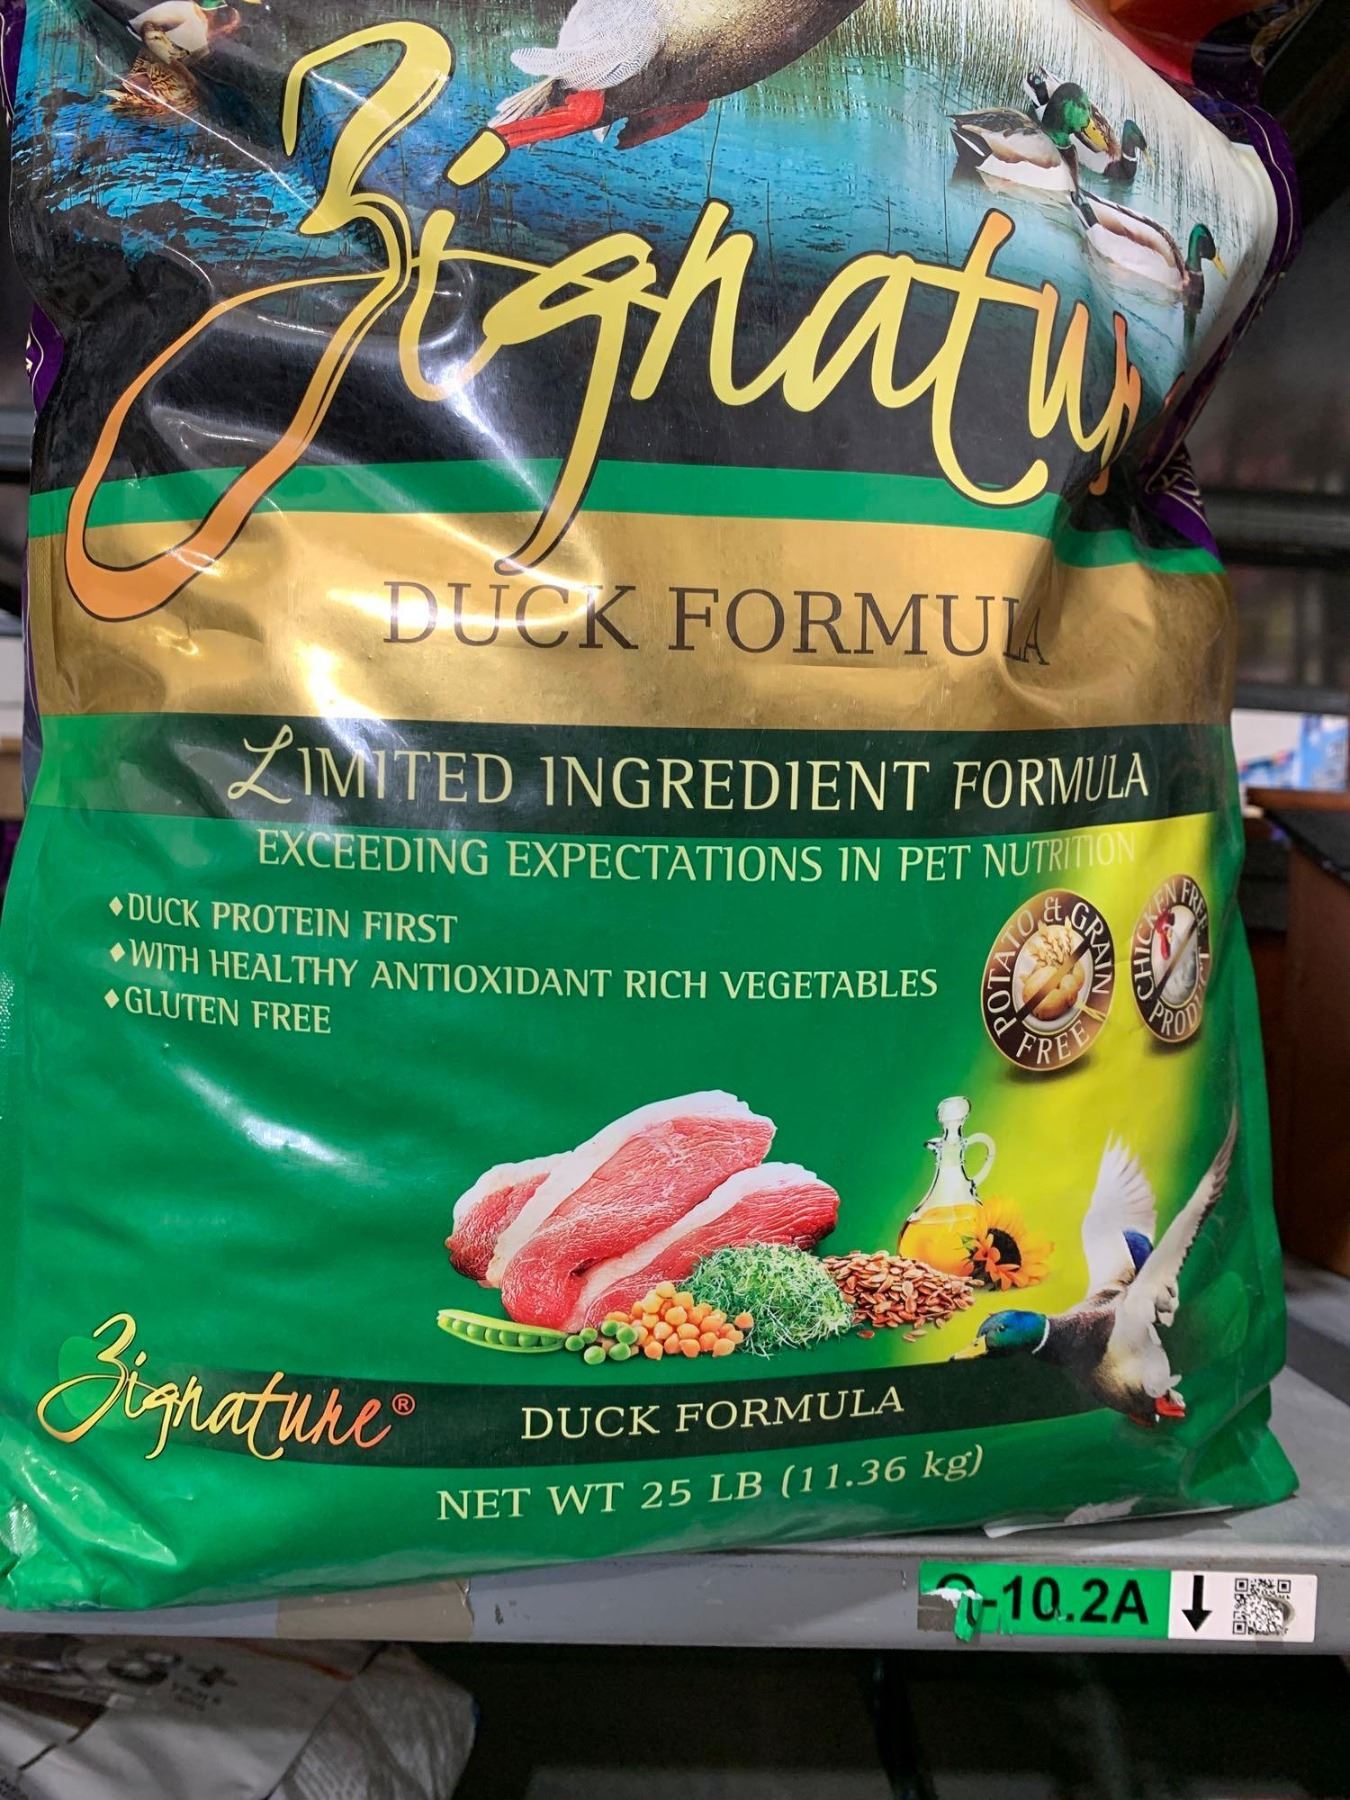 Zignatur
DUCK FORMULA
LIMITED INGREDIENT FORMULA
EXCEEDING EXPECTATIONS IN PET NUTRITION
♦DUCK PROTEIN FIRST
♦WITH HEALTHY ANTIOXIDANT RICH VEGETABLES
♦GLUTEN FREE
POTATO & GRAIN FREE
CHICKEN FREE
Zignature®
DUCK FORMULA
NET WT 25 LB (11.36 kg)
-10.2A